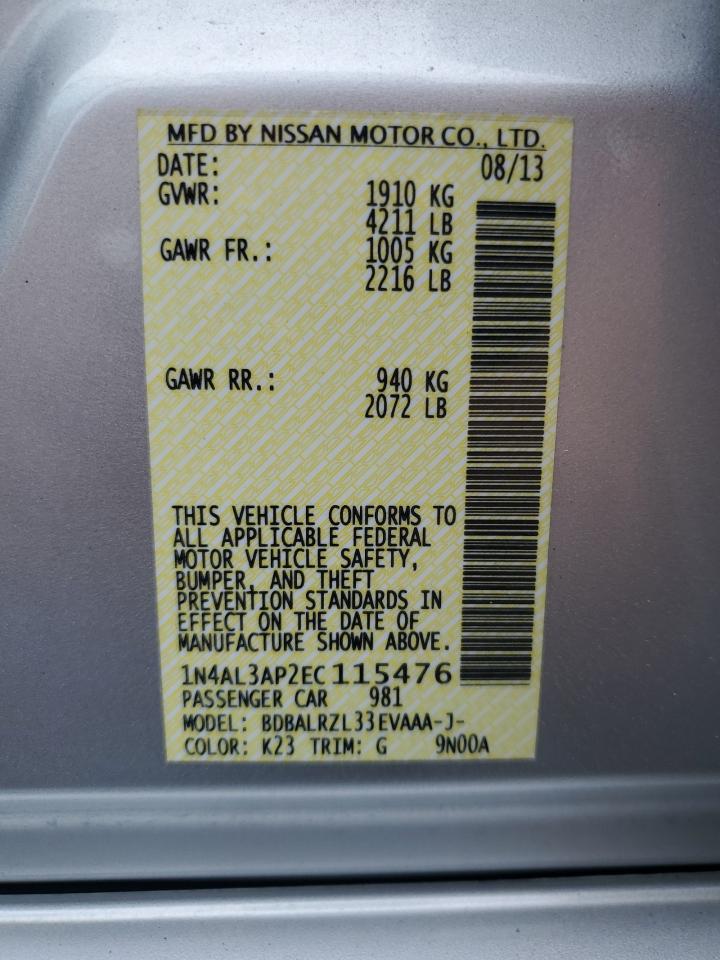 MFD BY NISSAN MOTOR CO., LTD.
DATE: 08/13
GVWR: 1910 KG
4211 LB
GAWR FR.: 1005 KG
2216 LB
GAWR RR.: 940 KG
2072 LB
THIS VEHICLE CONFORMS TO
ALL APPLICABLE FEDERAL
MOTOR VEHICLE SAFETY,
BUMPER, AND THEFT
PREVENTION STANDARDS IN
EFFECT ON THE DATE OF
MANUFACTURE SHOWN ABOVE.
1N4AL3AP2EC115476
PASSENGER CAR 981
MODEL: BDBALRZL33EVAAA-J-
COLOR: K23 TRIM: G 9N00A